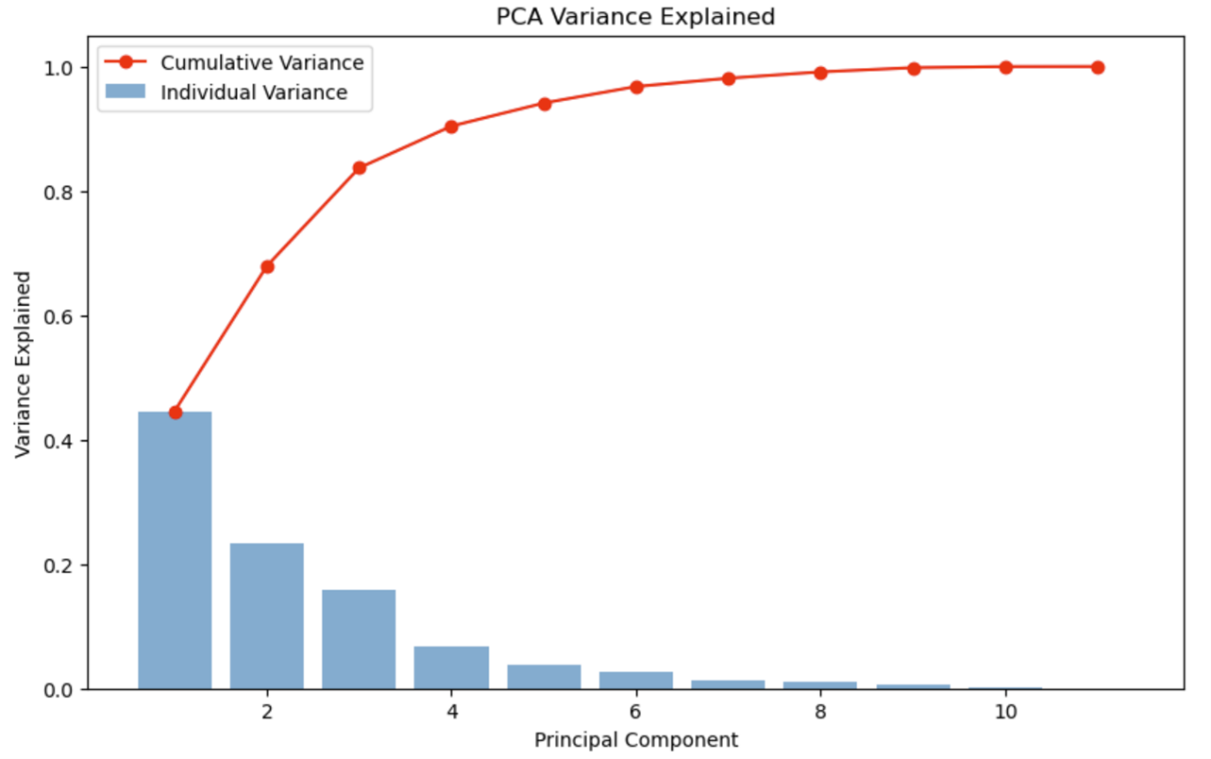 PCA Variance Explained
Cumulative Variance
Individual Variance
1.0
0.8
0.6
0.4
0.2
0.0
Variance Explained
2 4 6 8 10
Principal Component